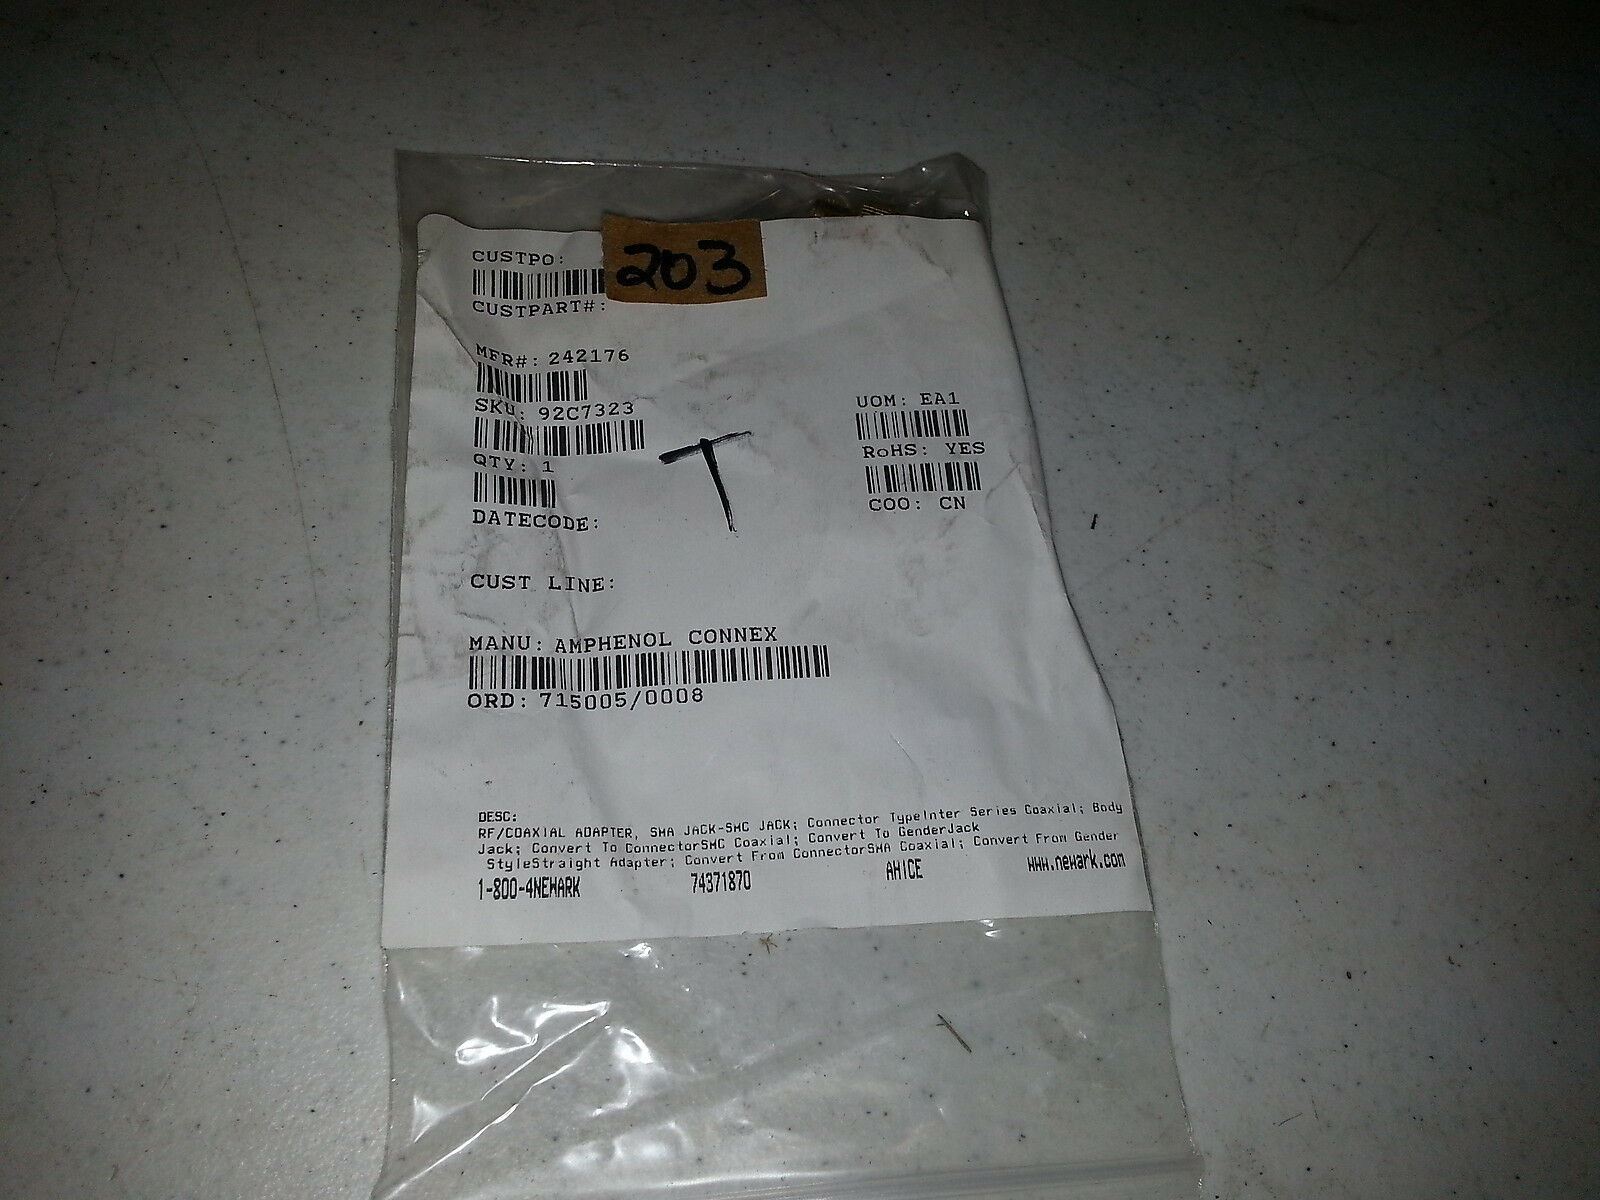 203
CUSTPO:
CUSTPART#:
MFR#: 242176
SKU: 92C7323
QTY: 1
DATECODE:
UOM: EA1
RoHS: YES
COO: CN
T
CUST LINE:
MANU: AMPHENOL CONNEX
ORD: 715005/0008
DESC:
RF/COAXIAL ADAPTER, SMA JACK-SMC JACK; Connector TypeInter Series Coaxial; Body
Jack; Convert To ConnectorSMC Coaxial; Convert To GenderJack
StyleStraight Adapter; Convert From ConnectorSMA Coaxial; Convert From Gender
1-800-4NEWARK 74371870 AHICE www.newark.com